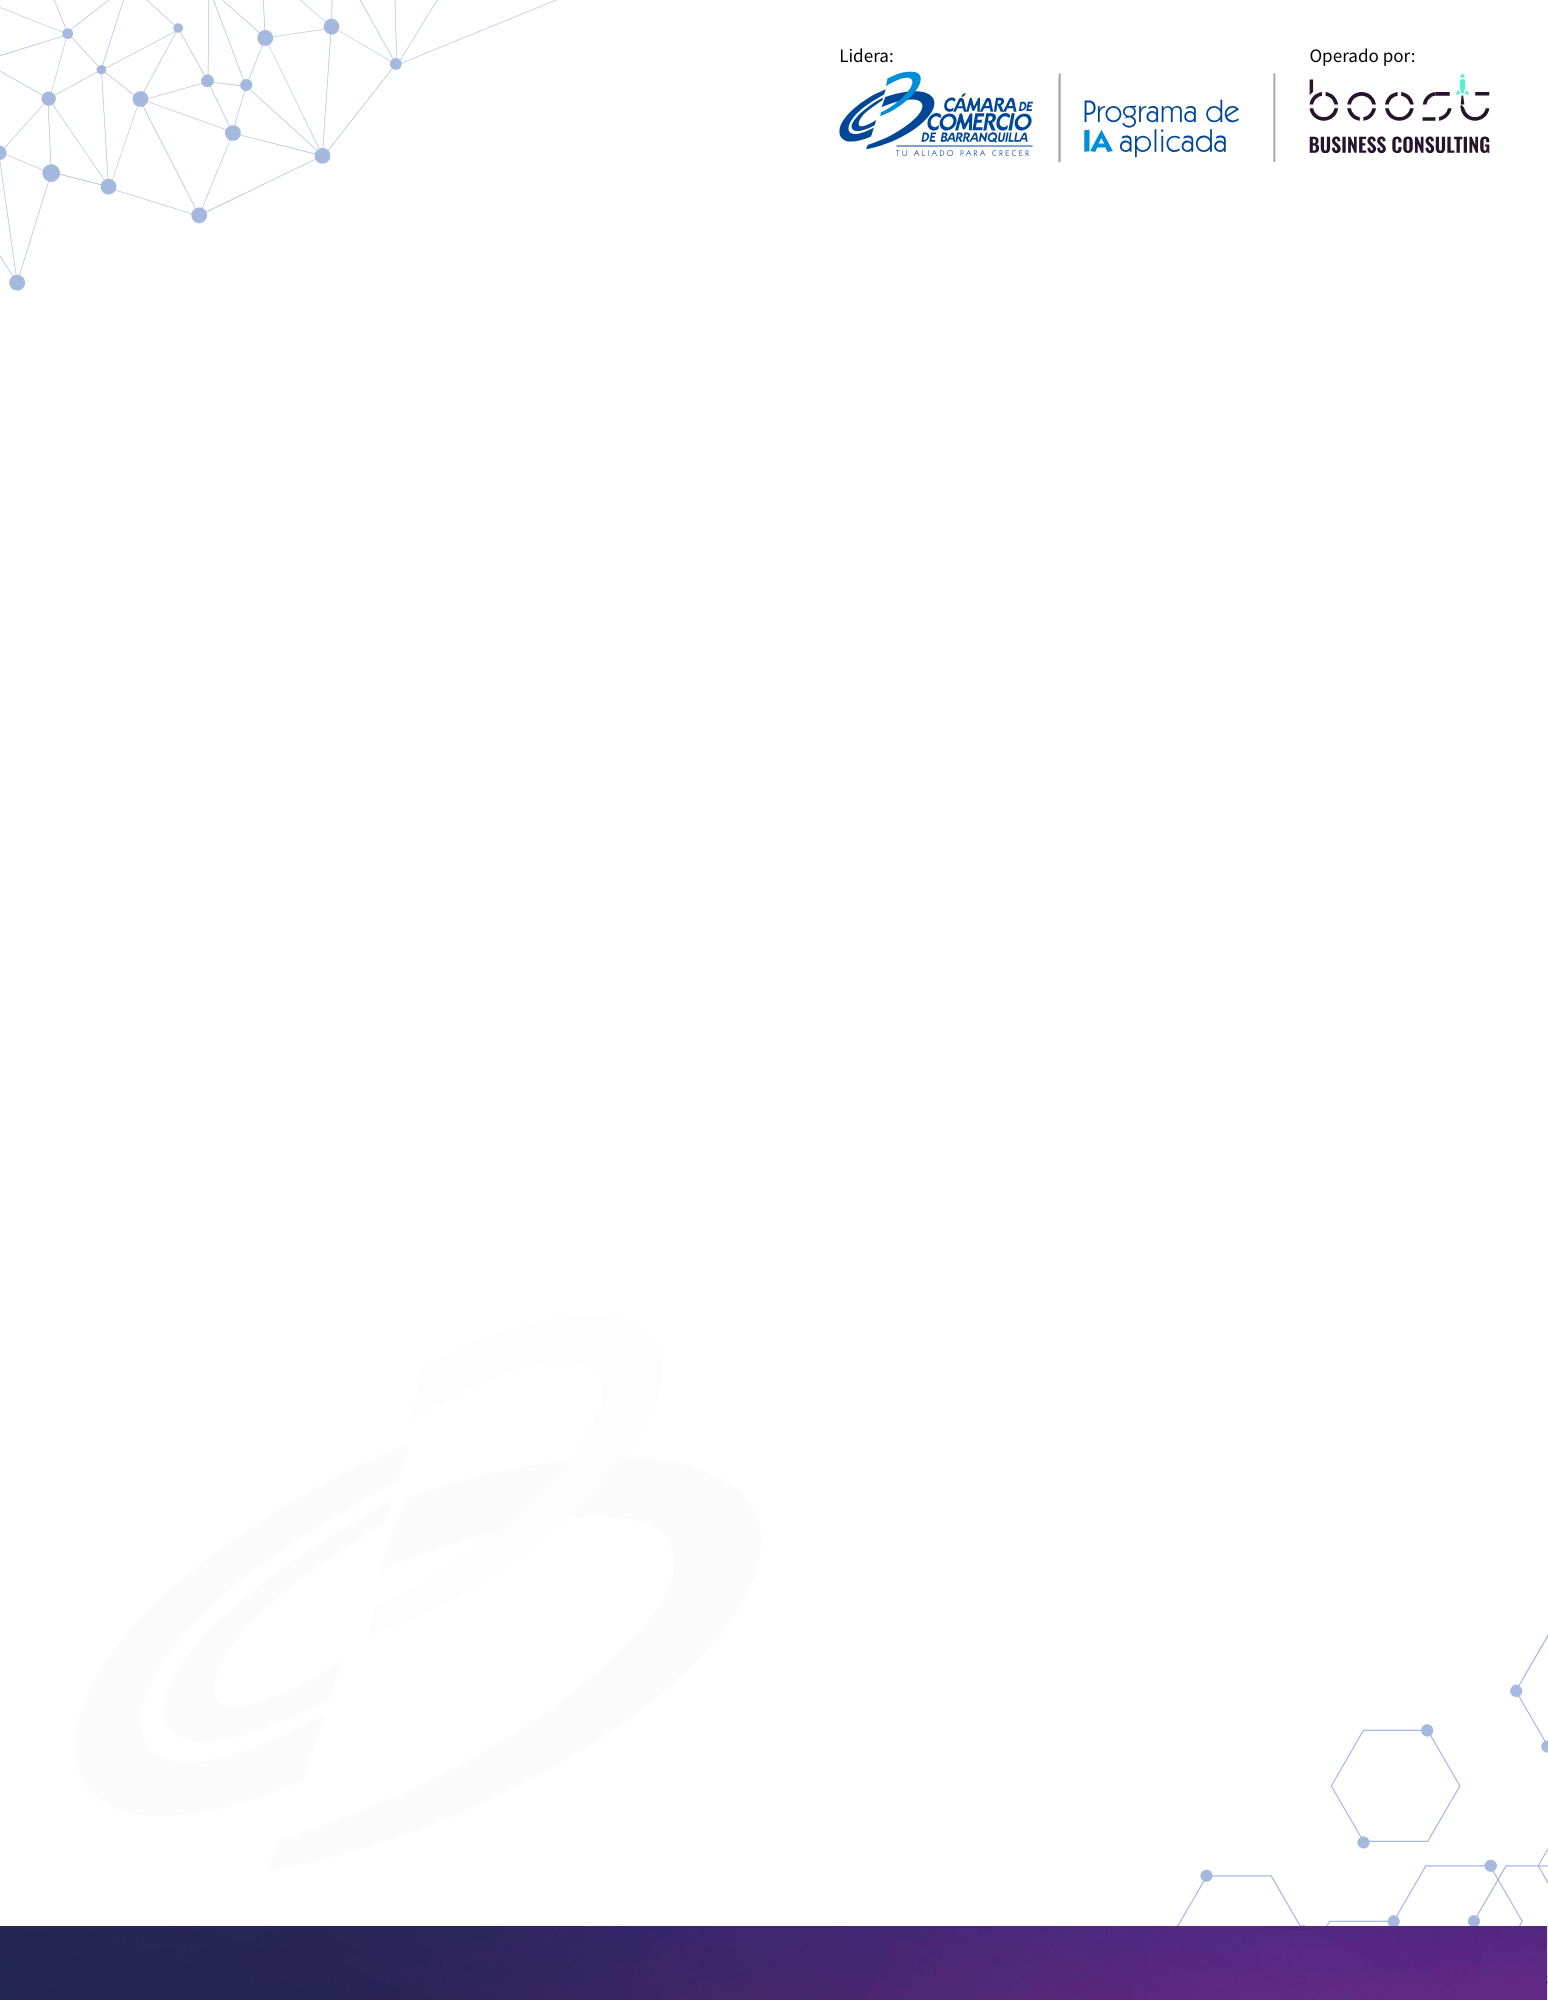 Lidera:
Operado por:
CÁMARA DE
COMERCIO
DE BARRANQUILLA
TU ALIADO PARA CRECER
Programa de
IA aplicada
boost
BUSINESS CONSULTING